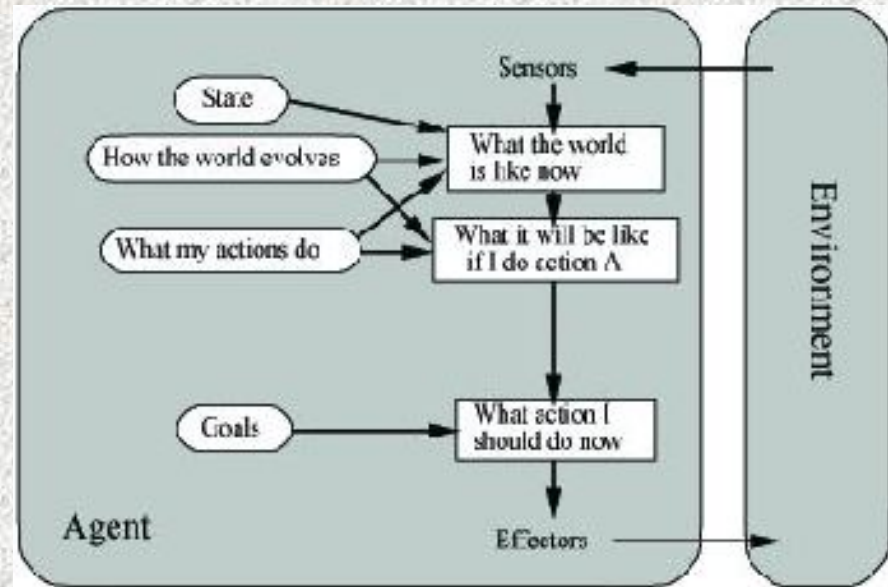 Sensors
State
How the world evolves
What the world
is like now
What my actions do
What it will be like
if I do action A
Goals
What action I
should do now
Agent
Effectors
Environment